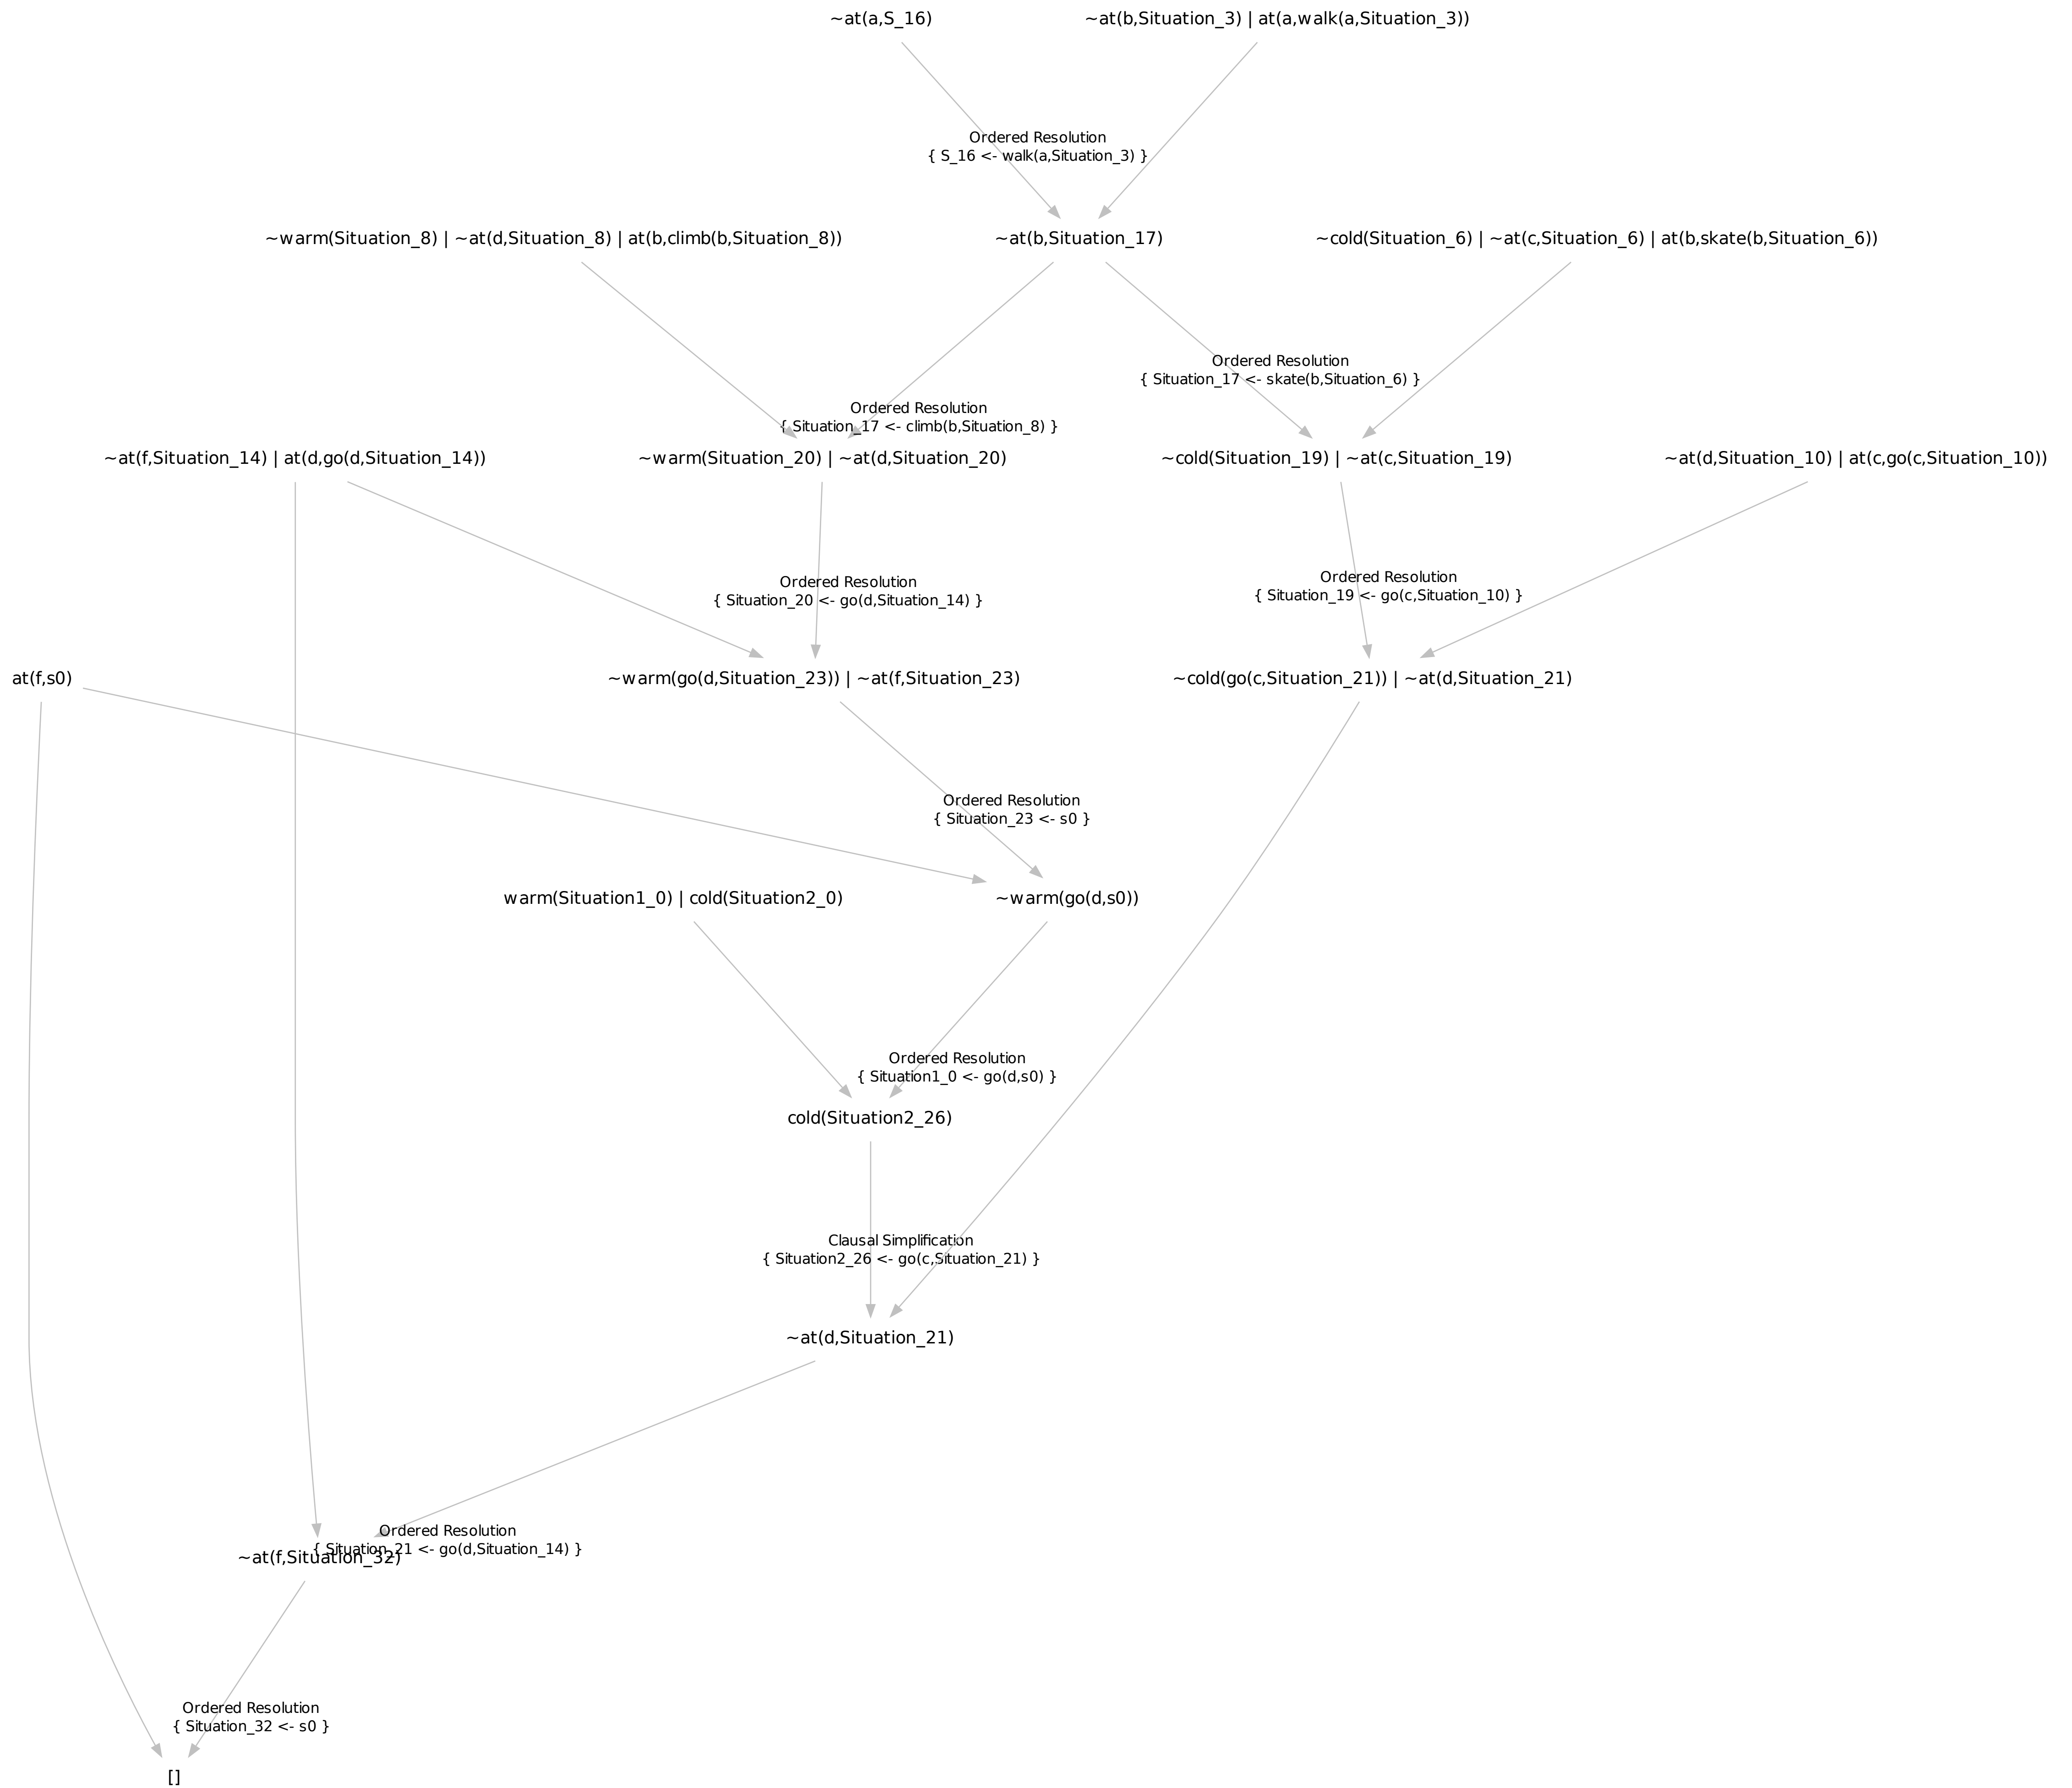 ~at(a,S_16)
~at(b,Situation_3) | at(a,walk(a,Situation_3))
Ordered Resolution
{ S_16 <- walk(a,Situation_3) }
~warm(Situation_8) | ~at(d,Situation_8) | at(b,climb(b,Situation_8))
~at(b,Situation_17)
~cold(Situation_6) | ~at(c,Situation_6) | at(b,skate(b,Situation_6))
Ordered Resolution
{ Situation_17 <- skate(b,Situation_6) }
Ordered Resolution
{ Situation_17 <- climb(b,Situation_8) }
~at(f,Situation_14) | at(d,go(d,Situation_14))
~warm(Situation_20) | ~at(d,Situation_20)
~cold(Situation_19) | ~at(c,Situation_19)
~at(d,Situation_10) | at(c,go(c,Situation_10))
Ordered Resolution
{ Situation_20 <- go(d,Situation_14) }
Ordered Resolution
{ Situation_19 <- go(c,Situation_10) }
at(f,s0)
~warm(go(d,Situation_23)) | ~at(f,Situation_23)
~cold(go(c,Situation_21)) | ~at(d,Situation_21)
Ordered Resolution
{ Situation_23 <- s0 }
warm(Situation1_0) | cold(Situation2_0)
~warm(go(d,s0))
Ordered Resolution
{ Situation1_0 <- go(d,s0) }
cold(Situation2_26)
Clausal Simplification
{ Situation2_26 <- go(c,Situation_21) }
~at(d,Situation_21)
Ordered Resolution
{ Situation_21 <- go(d,Situation_14) }
~at(f,Situation_32)
Ordered Resolution
{ Situation_32 <- s0 }
[]